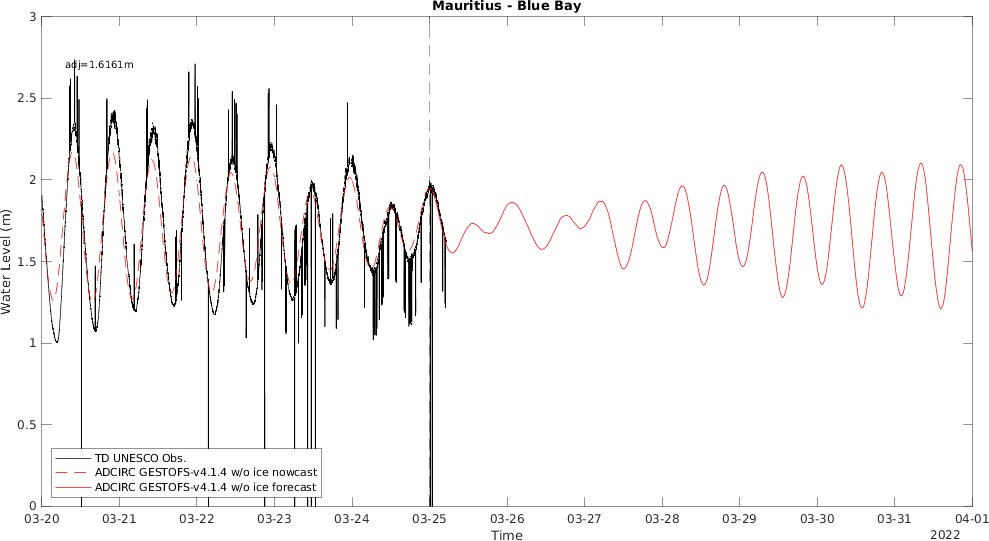 Mauritius - Blue Bay
3
adj=1.6161m
2.5
2
Water Level (m)
1.5
1
0.5
TD UNESCO Obs.
ADCIRC GESTOFS-v4.1.4 w/o ice nowcast
ADCIRC GESTOFS-v4.1.4 w/o ice forecast
0
03-20 03-21 03-22 03-23 03-24 03-25 03-26 03-27 03-28 03-29 03-30 03-31 04-01
Time
2022